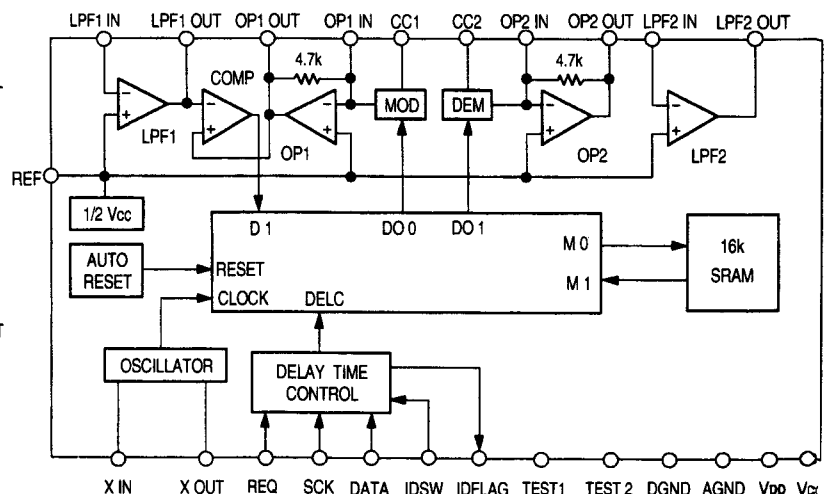 LPF1 IN LPF1 OUT OP1 OUT OP1 IN CC1 CC2 OP2 IN OP2 OUT LPF2 IN LPF2 OUT
4.7k 4.7k
COMP
MOD DEM
LPF1 OP1 OP2 LPF2
REF
1/2 Vcc
D 1 DO 0 DO 1
M 0
M 1
16k
SRAM
AUTO
RESET
RESET
CLOCK DELC
OSCILLATOR
DELAY TIME
CONTROL
X IN X OUT REQ SCK DATA IDSW IDFLAG TEST1 TEST 2 DGND AGND Vpp